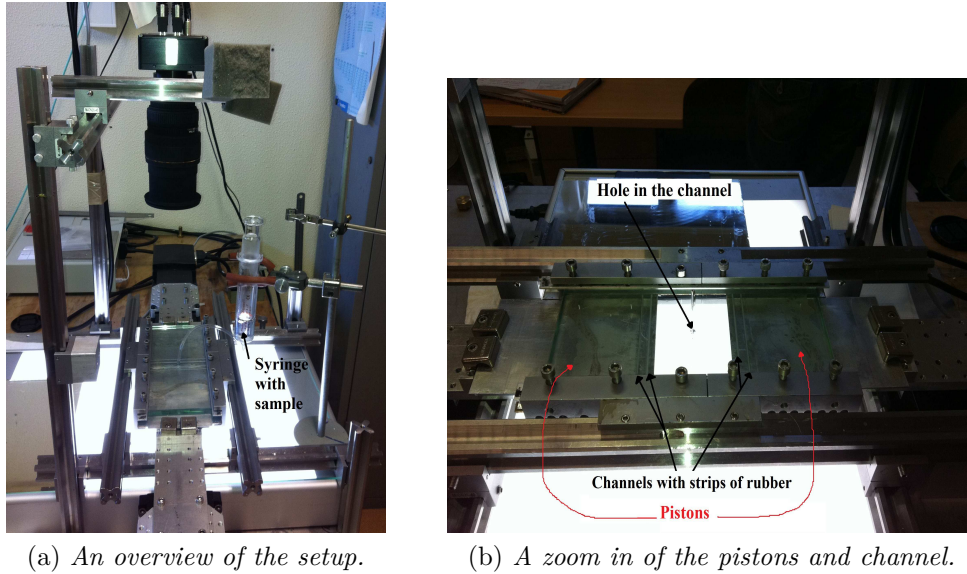 Syringe
with
sample
Hole in the channel
Channels with strips of rubber
Pistons
(a) An overview of the setup.
(b) A zoom in of the pistons and channel.